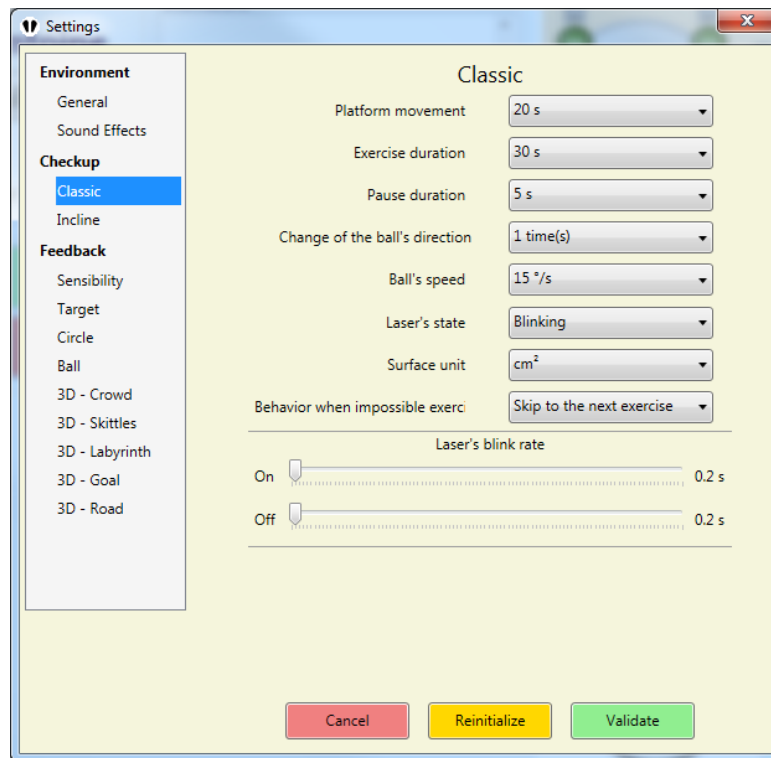 Settings
Environment
General
Sound Effects
Checkup
Classic
Incline
Feedback
Sensibility
Target
Circle
Ball
3D - Crowd
3D - Skittles
3D - Labyrinth
3D - Goal
3D - Road
Classic
Platform movement 20 s
Exercise duration 30 s
Pause duration 5 s
Change of the ball's direction 1 time(s)
Ball's speed 15 °/s
Laser's state Blinking
Surface unit cm²
Behavior when impossible exerci Skip to the next exercise
Laser's blink rate
On 0.2 s
Off 0.2 s
Cancel Reinitialize Validate